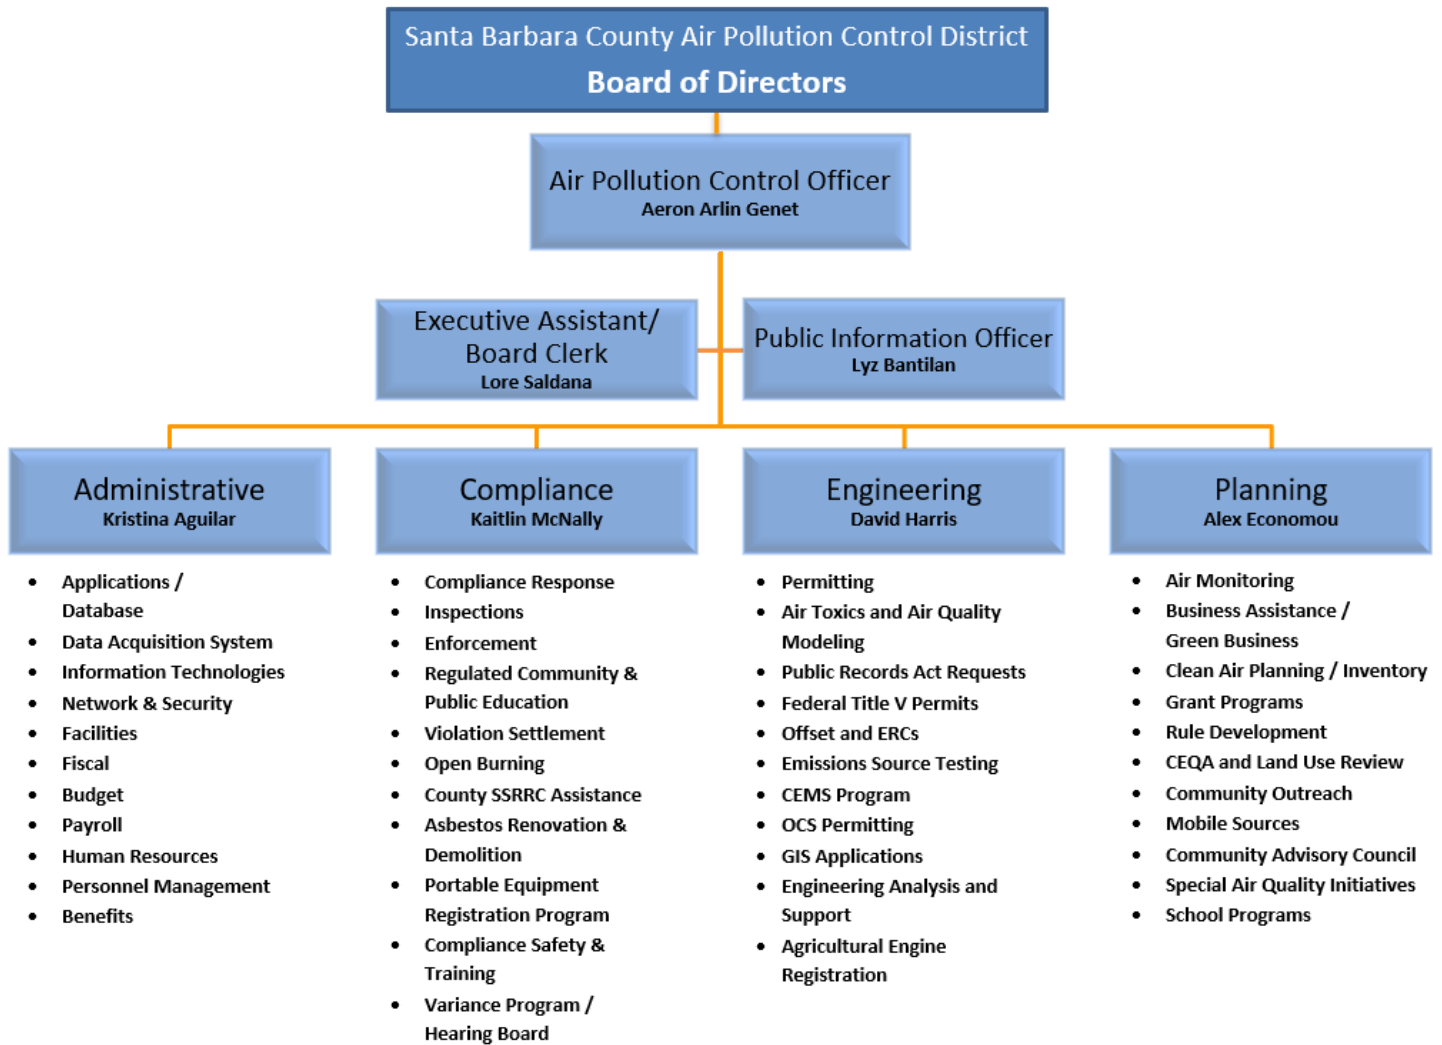 Santa Barbara County Air Pollution Control District
Board of Directors
Air Pollution Control Officer
Aeron Arlin Genet
Executive Assistant/
Board Clerk
Lore Saldana
Public Information Officer
Lyz Bantilan
Administrative
Kristina Aguilar
• Applications /
Database
• Data Acquisition System
• Information Technologies
• Network & Security
• Facilities
• Fiscal
• Budget
• Payroll
• Human Resources
• Personnel Management
• Benefits
Compliance
Kaitlin McNally
• Compliance Response
• Inspections
• Enforcement
• Regulated Community &
Public Education
• Violation Settlement
• Open Burning
• County SSRRC Assistance
• Asbestos Renovation &
Demolition
• Portable Equipment
Registration Program
• Compliance Safety &
Training
• Variance Program /
Hearing Board
Engineering
David Harris
• Permitting
• Air Toxics and Air Quality
Modeling
• Public Records Act Requests
• Federal Title V Permits
• Offset and ERCs
• Emissions Source Testing
• CEMS Program
• OCS Permitting
• GIS Applications
• Engineering Analysis and
Support
• Agricultural Engine
Registration
Planning
Alex Economou
• Air Monitoring
• Business Assistance /
Green Business
• Clean Air Planning / Inventory
• Grant Programs
• Rule Development
• CEQA and Land Use Review
• Community Outreach
• Mobile Sources
• Community Advisory Council
• Special Air Quality Initiatives
• School Programs